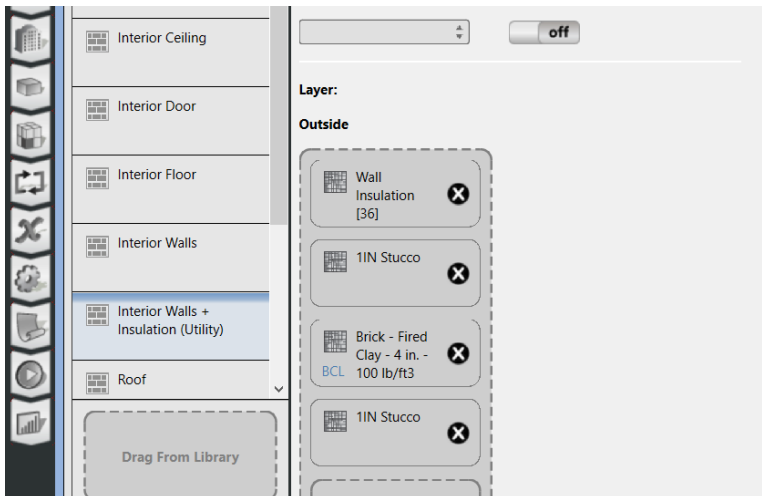 Interior Ceiling
Interior Door
Interior Floor
Interior Walls
Interior Walls +
Insulation (Utility)
Roof
Drag From Library
off
Layer:
Outside
Wall
Insulation
[36]
1IN Stucco
Brick - Fired
Clay - 4 in. -
BCL 100 lb/ft3
1IN Stucco